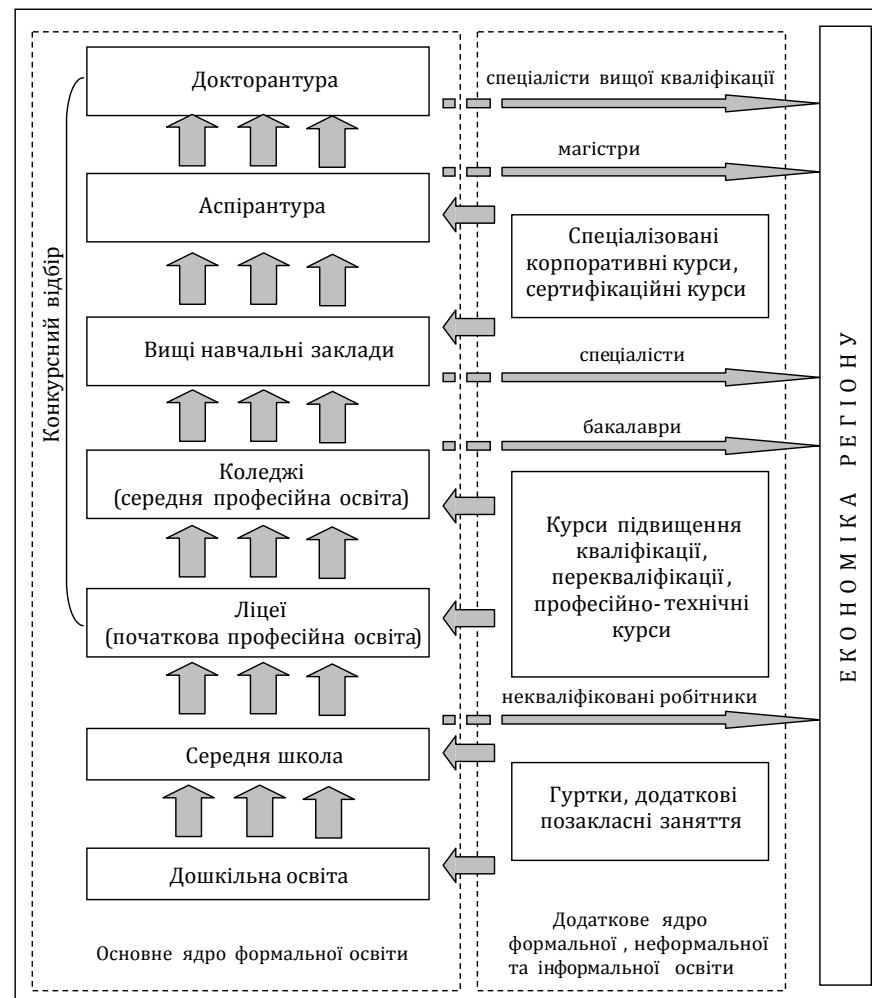 Докторантура
спеціалісти вищої кваліфікації
магістри
Аспірантура
Спеціалізовані
корпоративні курси,
сертифікаційні курси
Конкурсний відбір
Вищі навчальні заклади
спеціалісти
бакалаври
Коледжі
(середня професійна освіта)
Курси підвищення
кваліфікації,
перекваліфікації,
професійно-технічні
курси
Ліцеї
(початкова професійна освіта)
некваліфіковані робітники
Середня школа
Гуртки, додаткові
позакласні заняття
Дошкільна освіта
Основне ядро формальної освіти
Додаткове ядро
формальної , неформальної
та інформальної освіти
ЕКОНОМІКА РЕГІОНУ